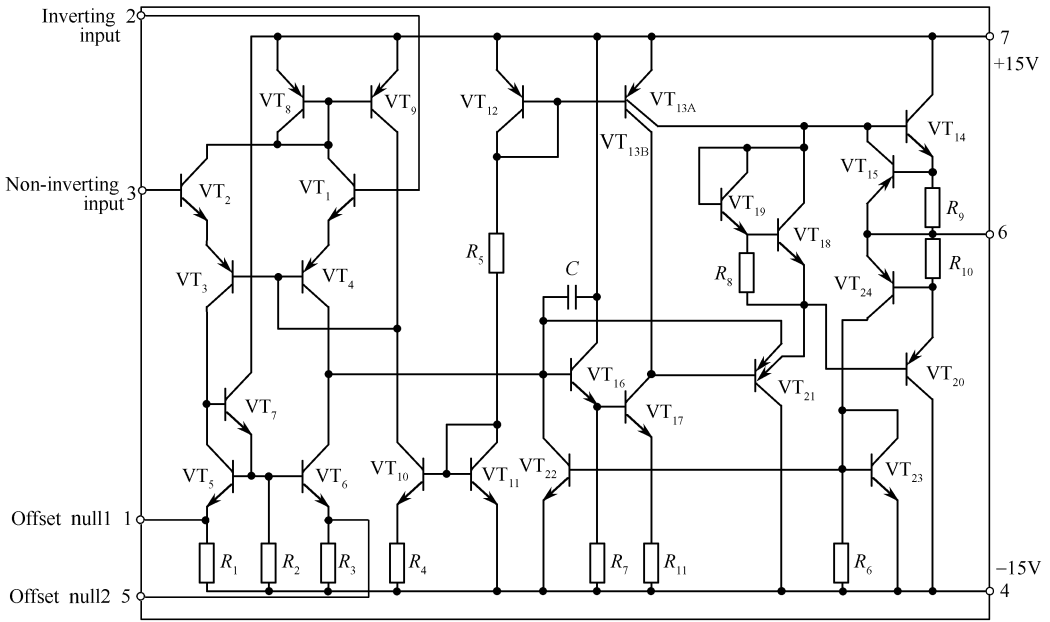 Inverting 2
input
7
+15V
VT8
VT9
VT12
VT13A
VT13B
VT14
VT15
Non-inverting
input 3
VT2
VT1
VT19
R9
VT18
6
R5
R8
R10
VT3
VT4
C
VT24
VT16
VT21
VT20
VT7
VT17
VT5
VT6
VT10
VT11
VT22
VT23
Offset null1 1
R1
R2
R3
R4
R7
R11
R6
−15V
Offset null2 5
4